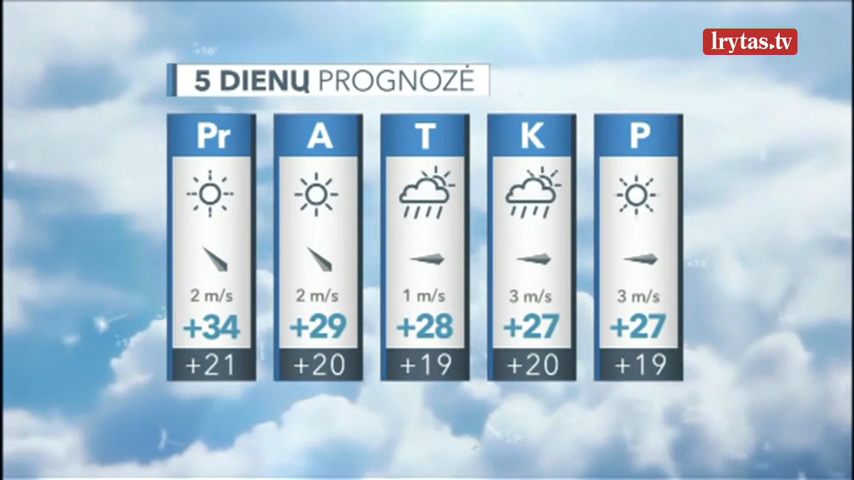 lrytas.tv
5 DIENŲ PROGNOZĖ
Pr A T K P
2 m/s 2 m/s 1 m/s 3 m/s 3 m/s
+34 +29 +28 +27 +27
+21 +20 +19 +20 +19